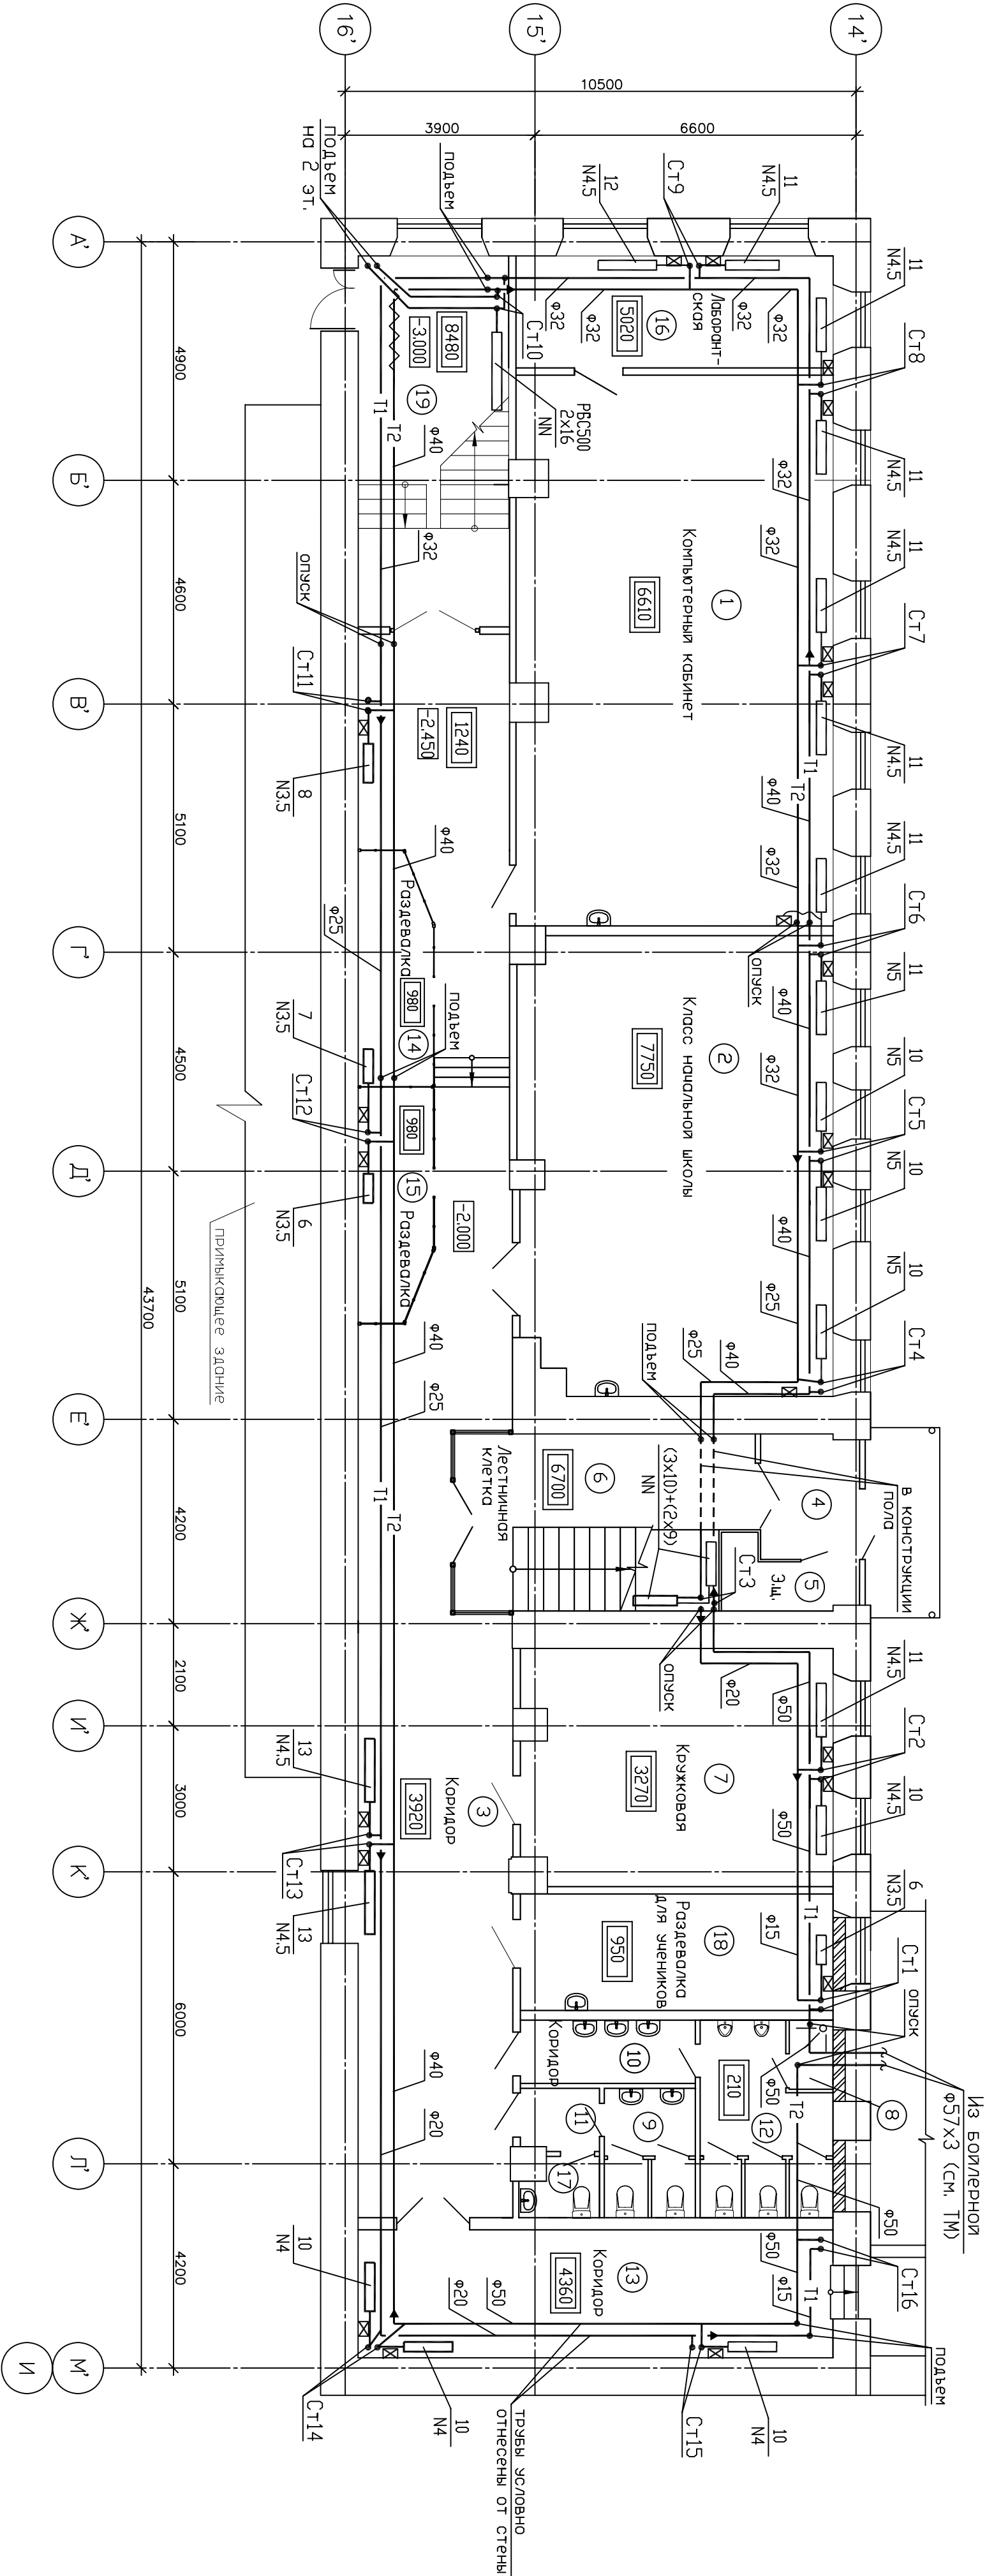 16'
15'
14'
10500
3900
6600
подъем
на 2 эт.
подъем
12
N4.5
Ст9
11
N4.5
А'
Б'
В'
Г'
Д'
Е'
Ж'
И'
К'
Л'
М'
И
4900
4600
5100
4500
5100
4200
2100
3000
6000
4200
43700
11
N4.5
Ст8
11
N4.5
11
N4.5
Ст7
11
N4.5
11
N4.5
Ст6
11
N5
10
N5
Ст5
10
N5
10
N5
Ст4
в конструкции
пола
11
N4.5
Ст2
10
N4.5
6
N3.5
Ст1
опуск
Из бойлерной
ф57х3 (см. ТМ)
8
ф50
Ст16
подъем
ф32
ф32
ф32
ф32
Лаборант-
ская
16
5020
Ст10
8480
-3.000
19
РБС500
2х16
NN
Т1
Т2
ф40
ф32
опуск
ф32
ф32
Компьютерный кабинет
1
6610
Т1
Т2
ф40
ф32
Ст11
8
N3.5
1240
-2.450
ф40
ф25
Раздевалка
980
14
подъем
опуск
ф40
ф32
Класс начальной школы
2
7750
7
N3.5
Ст12
6
N3.5
980
15
Раздевалка
-2.000
примыкающее здание
ф40
ф25
ф40
ф25
подъем
ф25
ф40
Лестничная
клетка
6700
6
(3х10)+(2х9)
NN
4
5
Э.щ.
Ст3
опуск
ф20
ф50
Т1
Т2
13
N4.5
Ст13
13
N4.5
3920
Коридор
3
Кружковая
7
3270
ф50
Т1
ф15
Раздевалка
для учеников
18
950
Коридор
10
210
11
9
12
17
ф50
Т2
ф40
ф20
10
N4
Коридор
13
4360
ф50
ф15
Т1
ф20
ф50
Ст14
10
N4
Ст15
10
N4
трубы условно
отнесены от стены